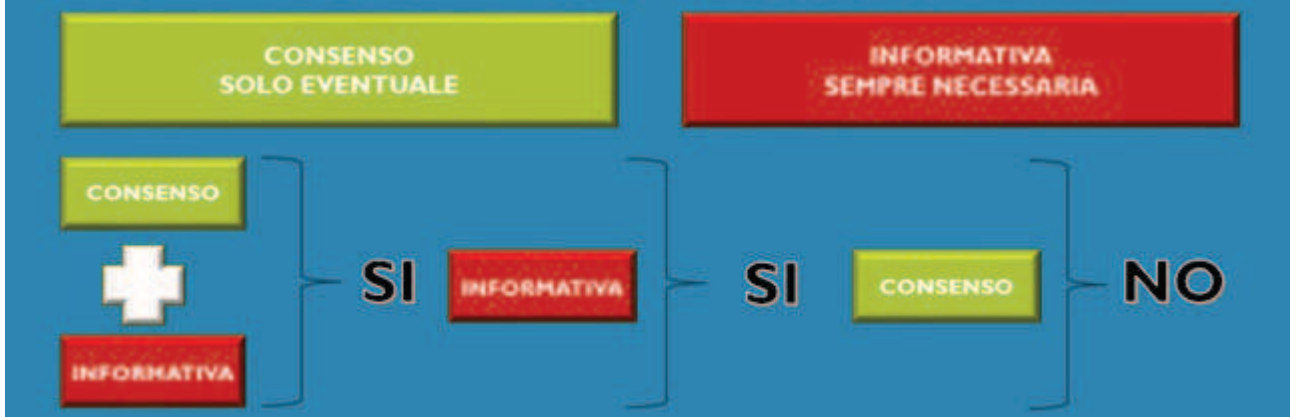 CONSENSO
SOLO EVENTUALE
INFORMATIVA
SEMPRE NECESSARIA
CONSENSO
INFORMATIVA
SI
INFORMATIVA
SI
CONSENSO
NO